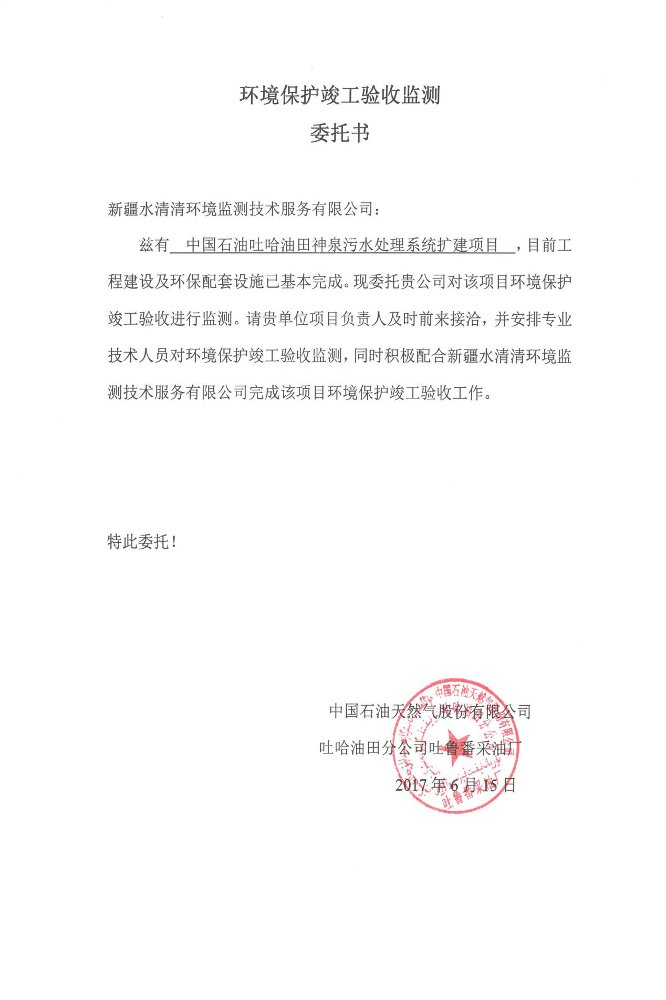 环境保护竣工验收监测
委托书
新疆水清清环境监测技术服务有限公司：
兹有 中国石油吐哈油田神泉污水处理系统扩建项目 ，目前工
程建设及环保配套设施已基本完成。现委托贵公司对该项目环境保护
竣工验收进行监测。请贵单位项目负责人及时前来接洽，并安排专业
技术人员对环境保护竣工验收监测，同时积极配合新疆水清清环境监
测技术服务有限公司完成该项目环境保护竣工验收工作。
特此委托！
中国石油天然气股份有限公司
吐哈油田分公司吐鲁番采油厂
2017 年 6 月 15 日
中国石油天然气股份有限公司
吐哈油田分公司
吐鲁番采油厂